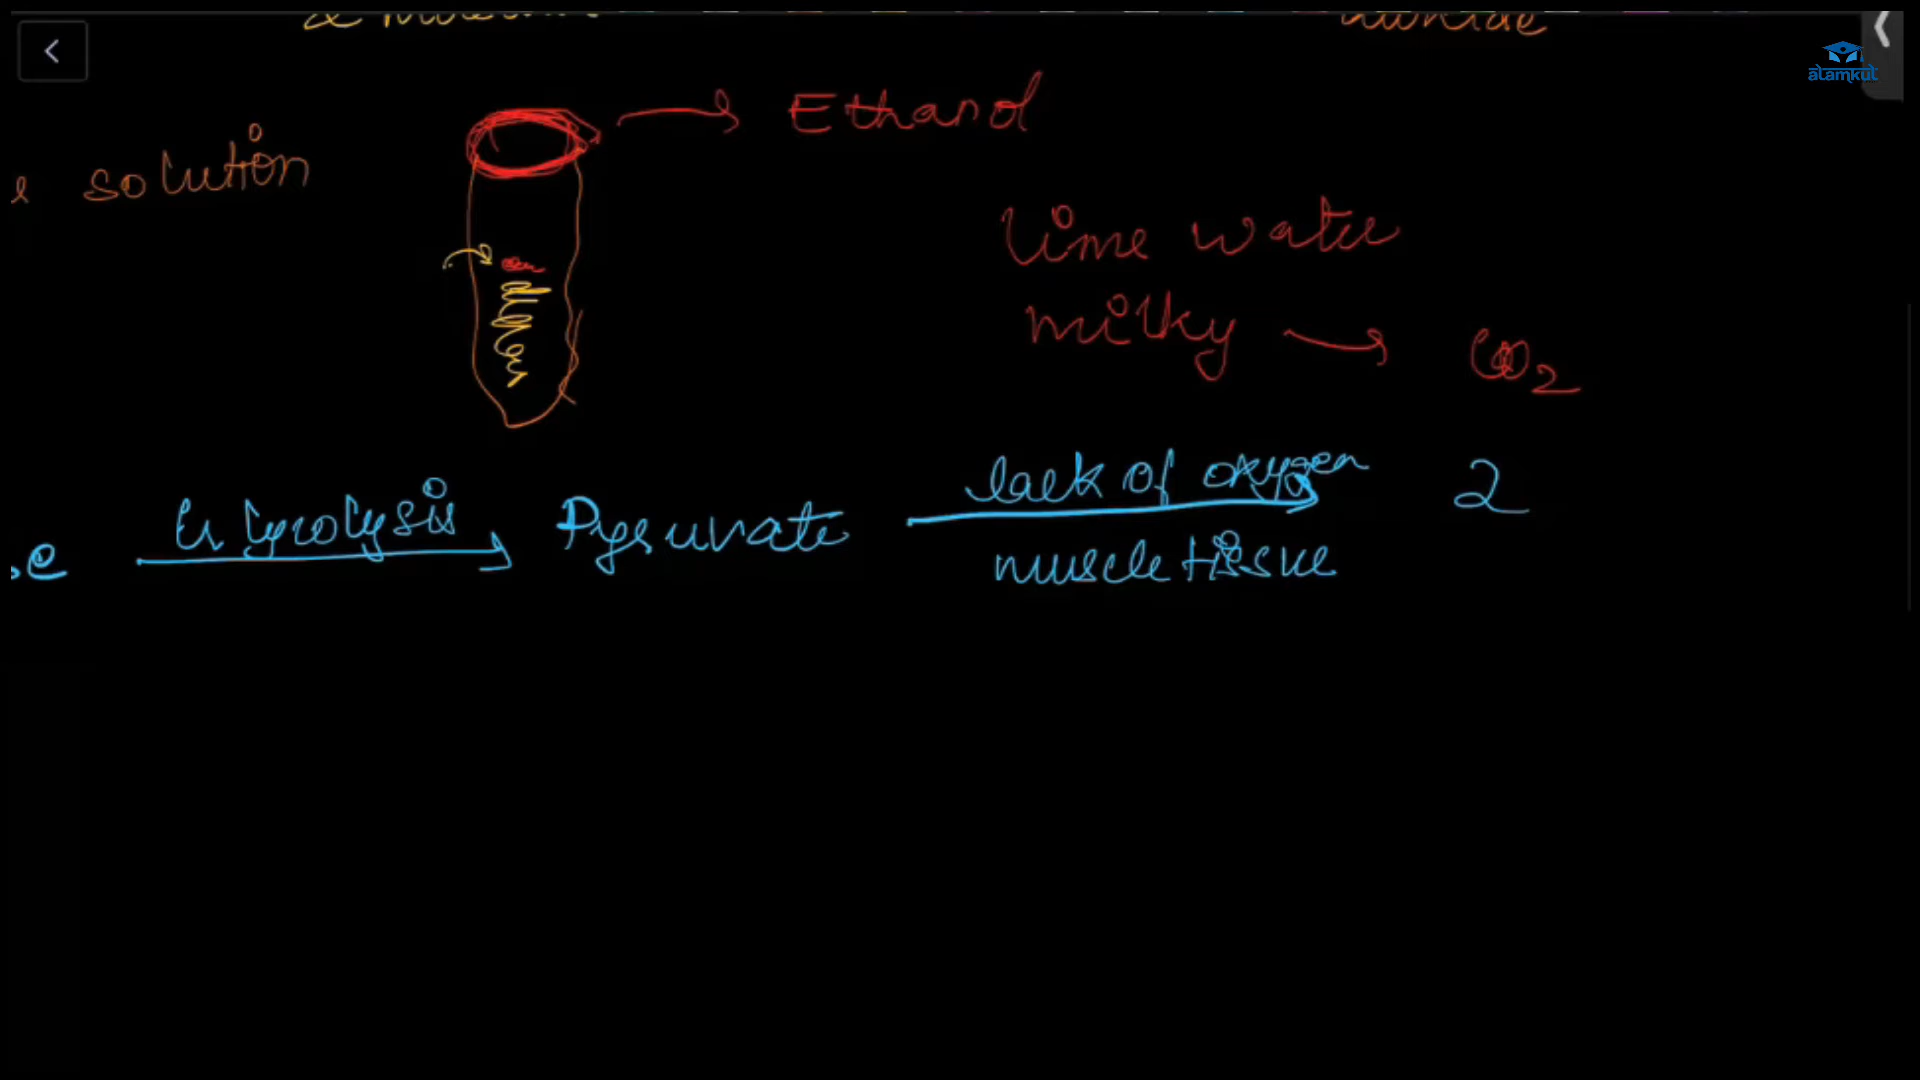 Ethanol
solution
lime water
milky → CO2
Glycolysis
Pyruvate
lack of oxygen
2
muscle tissue
alamkul